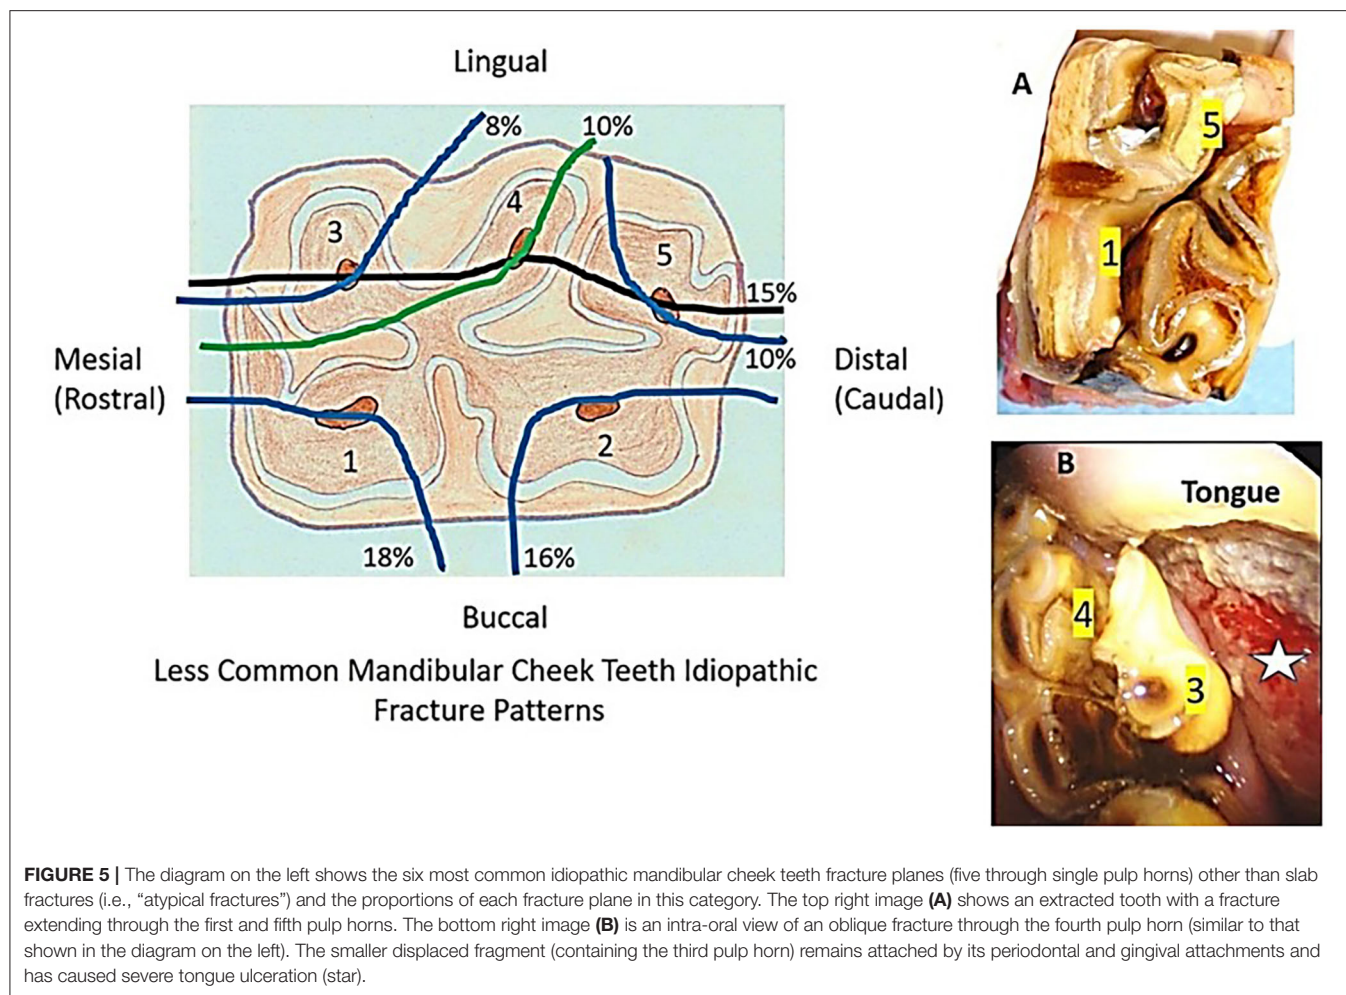 Lingual
8%
10%
3
4
5
15%
10%
Mesial
(Rostral)
Distal
(Caudal)
1
2
18%
16%
Buccal
Less Common Mandibular Cheek Teeth Idiopathic
Fracture Patterns
A
5
1
B
Tongue
4
3
FIGURE 5 | The diagram on the left shows the six most common idiopathic mandibular cheek teeth fracture planes (five through single pulp horns) other than slab
fractures (i.e., “atypical fractures”) and the proportions of each fracture plane in this category. The top right image (A) shows an extracted tooth with a fracture
extending through the first and fifth pulp horns. The bottom right image (B) is an intra-oral view of an oblique fracture through the fourth pulp horn (similar to that
shown in the diagram on the left). The smaller displaced fragment (containing the third pulp horn) remains attached by its periodontal and gingival attachments and
has caused severe tongue ulceration (star).